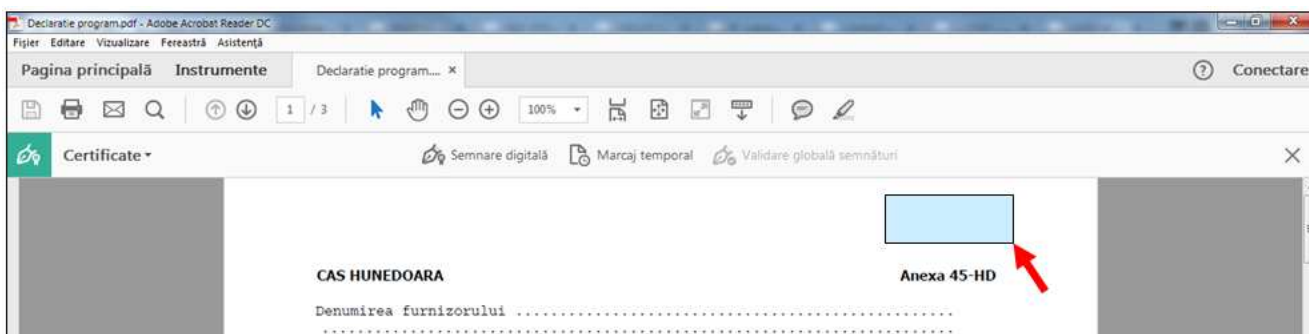 Declaratie program.pdf - Adobe Acrobat Reader DC
Fișier Editare Vizualizare Fereastră Asistență
Pagina principală Instrumente Declaratie program.... × ? Conectare
1 / 3 100%
Certificate Semnare digitală Marcaj temporal Validare globală semnături
CAS HUNEDOARA Anexa 45-HD
Denumirea furnizorului ......................................................
...............................................................................